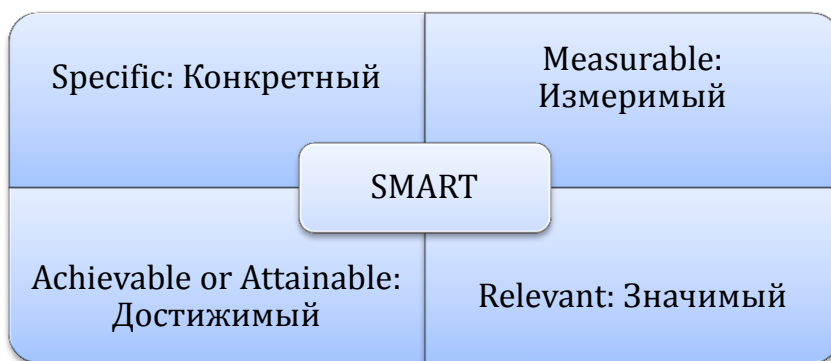 Specific: Конкретный
Measurable:
Измеримый
SMART
Achievable or Attainable:
Достижимый
Relevant: Значимый